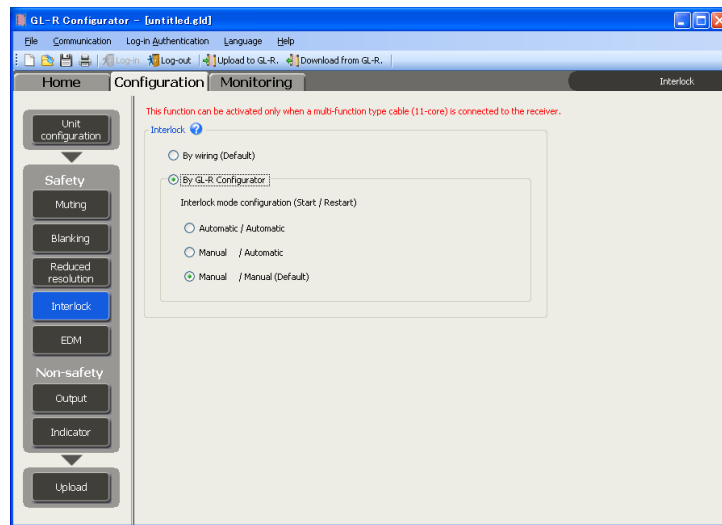 GL-R Configurator - [untitled.gld]
File Communication Log-in Authentication Language Help
Log-in Log-out Upload to GL-R. Download from GL-R.
Home Configuration Monitoring Interlock
This function can be activated only when a multi-function type cable (11-core) is connected to the receiver.
Unit
configuration
Safety
Muting
Blanking
Reduced
resolution
Interlock
EDM
Non-safety
Output
Indicator
Upload
Interlock ?
By wiring (Default)
By GL-R Configurator
Interlock mode configuration (Start / Restart)
Automatic / Automatic
Manual / Automatic
Manual / Manual (Default)